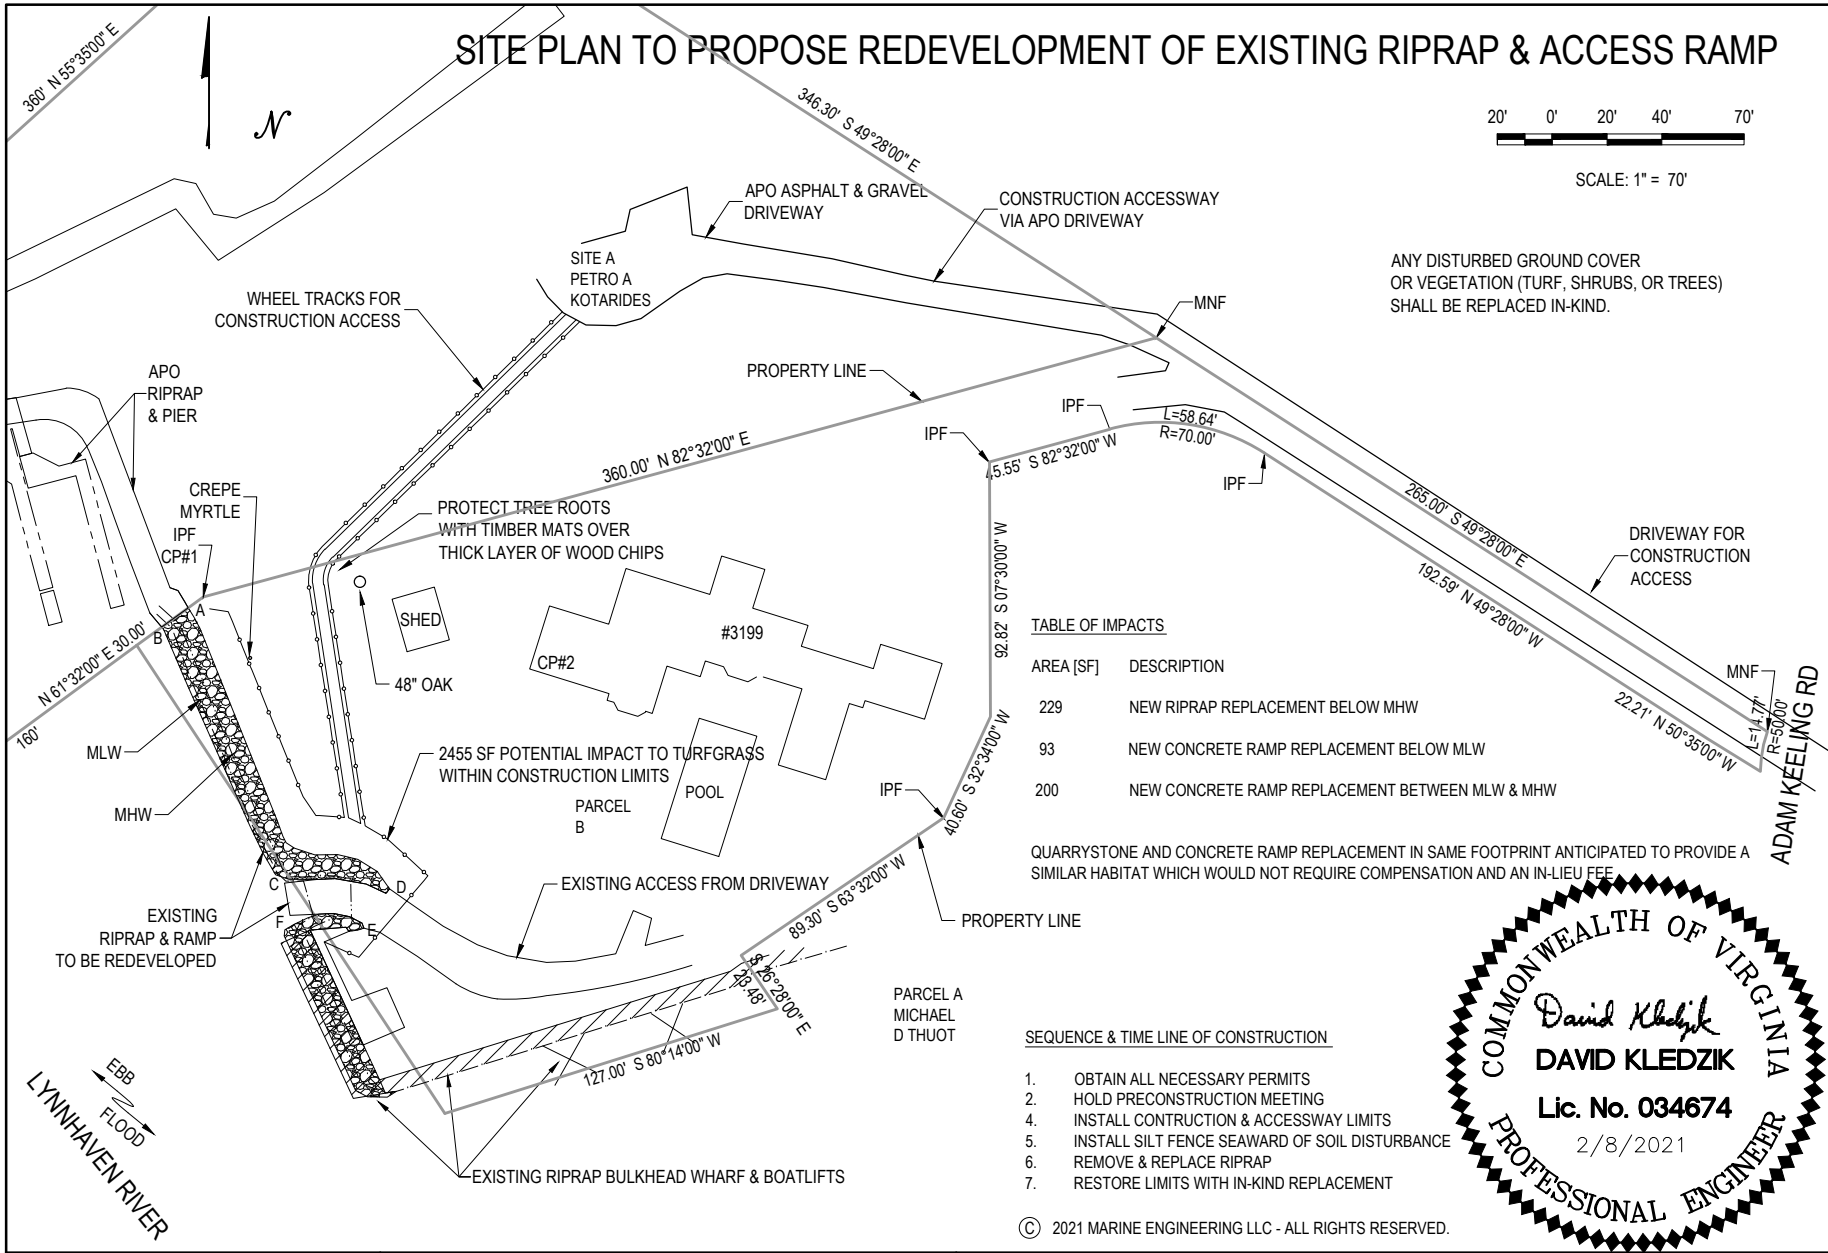 SITE PLAN TO PROPOSE REDEVELOPMENT OF EXISTING RIPRAP & ACCESS RAMP
360' N 55°35'00" E
N
346.30' S 49°28'00" E
20' 0' 20' 40' 70'
SCALE: 1" = 70'
APO ASPHALT & GRAVEL
DRIVEWAY
CONSTRUCTION ACCESSWAY
VIA APO DRIVEWAY
SITE A
PETRO A
KOTARIDES
ANY DISTURBED GROUND COVER
OR VEGETATION (TURF, SHRUBS, OR TREES)
SHALL BE REPLACED IN-KIND.
WHEEL TRACKS FOR
CONSTRUCTION ACCESS
MNF
APO
RIPRAP
& PIER
PROPERTY LINE
IPF
L=58.64'
R=70.00'
IPF
360.00' N 82°32'00" E
45.55' S 82°32'00" W
IPF
265.00' S 49°28'00" E
CREPE
MYRTLE
IPF
CP#1
PROTECT TREE ROOTS
WITH TIMBER MATS OVER
THICK LAYER OF WOOD CHIPS
92.82' S 07°30'00" W
192.59' N 49°28'00" W
DRIVEWAY FOR
CONSTRUCTION
ACCESS
A
B
SHED
#3199
CP#2
48" OAK
N 61°32'00" E 30.00'
160'
TABLE OF IMPACTS
AREA [SF] DESCRIPTION
229 NEW RIPRAP REPLACEMENT BELOW MHW
93 NEW CONCRETE RAMP REPLACEMENT BELOW MLW
200 NEW CONCRETE RAMP REPLACEMENT BETWEEN MLW & MHW
MNF
22.21' N 50°35'00" W
L=14.77'
R=50.00'
ADAM KEELING RD
MLW
MHW
2455 SF POTENTIAL IMPACT TO TURFGRASS
WITHIN CONSTRUCTION LIMITS
PARCEL
B
POOL
IPF
40.60' S 32°34'00" W
QUARRYSTONE AND CONCRETE RAMP REPLACEMENT IN SAME FOOTPRINT ANTICIPATED TO PROVIDE A
SIMILAR HABITAT WHICH WOULD NOT REQUIRE COMPENSATION AND AN IN-LIEU FEE
C
D
EXISTING ACCESS FROM DRIVEWAY
89.30' S 63°32'00" W
PROPERTY LINE
F
E
EXISTING
RIPRAP & RAMP
TO BE REDEVELOPED
S 26°28'00" E
23.48'
PARCEL A
MICHAEL
D THUOT
127.00' S 80°14'00" W
EBB
FLOOD
LYNNHAVEN RIVER
EXISTING RIPRAP BULKHEAD WHARF & BOATLIFTS
SEQUENCE & TIME LINE OF CONSTRUCTION
1. OBTAIN ALL NECESSARY PERMITS
2. HOLD PRECONSTRUCTION MEETING
4. INSTALL CONTRUCTION & ACCESSWAY LIMITS
5. INSTALL SILT FENCE SEAWARD OF SOIL DISTURBANCE
6. REMOVE & REPLACE RIPRAP
7. RESTORE LIMITS WITH IN-KIND REPLACEMENT
© 2021 MARINE ENGINEERING LLC - ALL RIGHTS RESERVED.
COMMONWEALTH OF VIRGINIA
David Kledzik
DAVID KLEDZIK
Lic. No. 034674
2/8/2021
PROFESSIONAL ENGINEER